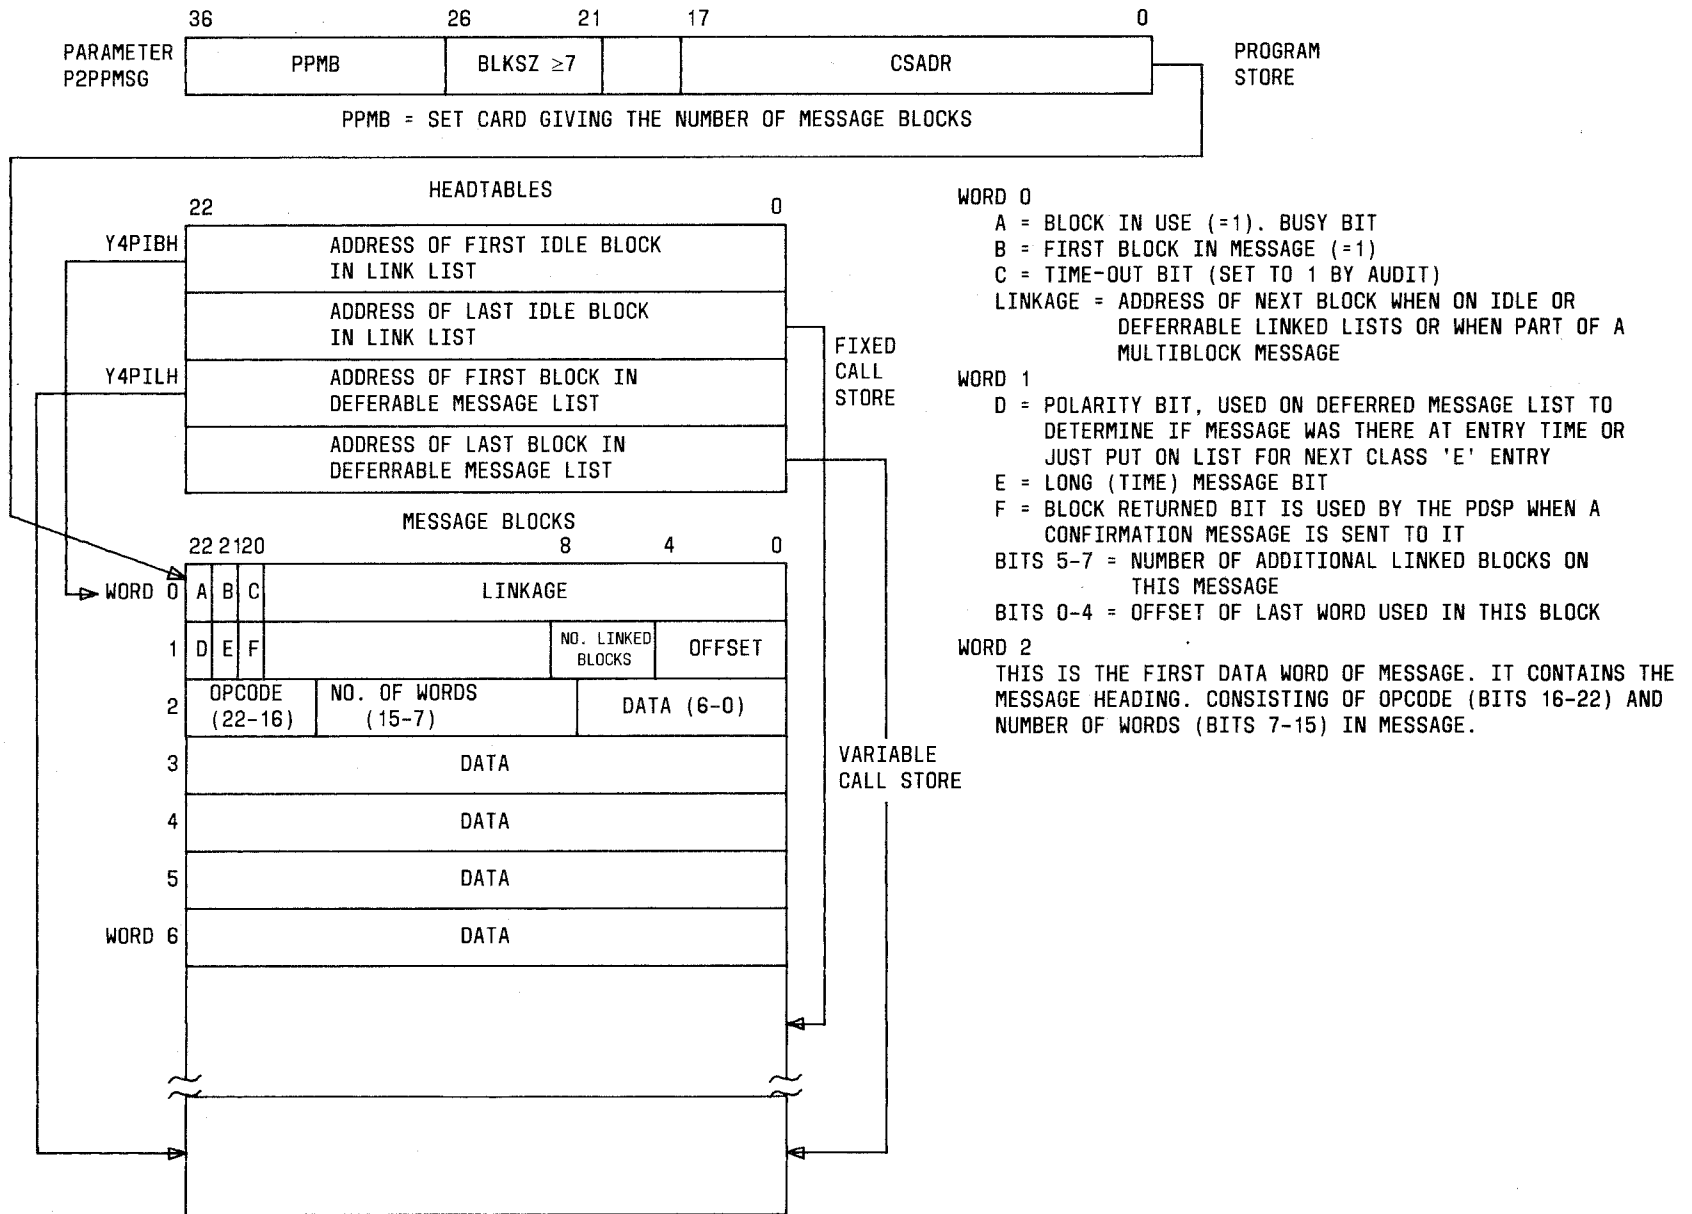 36 26 21 17 0
PARAMETER
P2PPMSG
PPMB BLKSZ ≥7 CSADR
PROGRAM
STORE
PPMB = SET CARD GIVING THE NUMBER OF MESSAGE BLOCKS
HEADTABLES
22 0
Y4PIBH
ADDRESS OF FIRST IDLE BLOCK
IN LINK LIST
ADDRESS OF LAST IDLE BLOCK
IN LINK LIST
Y4PILH
ADDRESS OF FIRST BLOCK IN
DEFERABLE MESSAGE LIST
ADDRESS OF LAST BLOCK IN
DEFERRABLE MESSAGE LIST
FIXED
CALL
STORE
MESSAGE BLOCKS
22 21 20 8 4 0
WORD 0 A B C LINKAGE
1 D E F NO. LINKED
BLOCKS
OFFSET
2 OPCODE
(22-16)
NO. OF WORDS
(15-7)
DATA (6-0)
3 DATA
4 DATA
5 DATA
WORD 6 DATA
VARIABLE
CALL STORE
WORD 0
A = BLOCK IN USE (=1). BUSY BIT
B = FIRST BLOCK IN MESSAGE (=1)
C = TIME-OUT BIT (SET TO 1 BY AUDIT)
LINKAGE = ADDRESS OF NEXT BLOCK WHEN ON IDLE OR
DEFERRABLE LINKED LISTS OR WHEN PART OF A
MULTIBLOCK MESSAGE
WORD 1
D = POLARITY BIT, USED ON DEFERRED MESSAGE LIST TO
DETERMINE IF MESSAGE WAS THERE AT ENTRY TIME OR
JUST PUT ON LIST FOR NEXT CLASS 'E' ENTRY
E = LONG (TIME) MESSAGE BIT
F = BLOCK RETURNED BIT IS USED BY THE PDSP WHEN A
CONFIRMATION MESSAGE IS SENT TO IT
BITS 5-7 = NUMBER OF ADDITIONAL LINKED BLOCKS ON
THIS MESSAGE
BITS 0-4 = OFFSET OF LAST WORD USED IN THIS BLOCK
WORD 2
THIS IS THE FIRST DATA WORD OF MESSAGE. IT CONTAINS THE
MESSAGE HEADING. CONSISTING OF OPCODE (BITS 16-22) AND
NUMBER OF WORDS (BITS 7-15) IN MESSAGE.